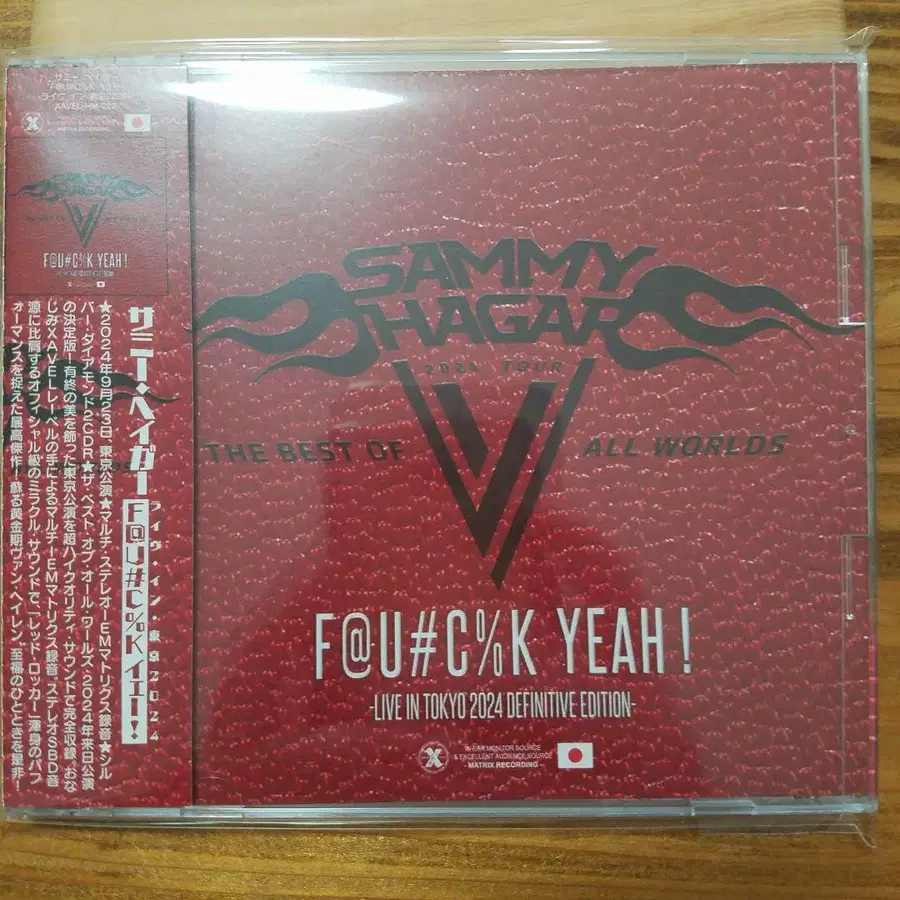 サミー・ヘイガー
XAVEL-HM-222
- MATRIX RECORDING -
F@U#C%K YEAH!
サミー・ヘイガー
F@U#C%K イェー!
ライヴ・イン・東京2024
★2024年9月23日、東京公演★マルチ・ステレオIEMマトリクス録音★シル
バー・ダイアモンド2CDR★ザ・ベスト・オブ・オール・ワールズ・2024年来日公演
の決定版!有終の美を飾った東京公演を超ハイクオリティ・サウンドで完全収録、おな
じみXAVELレーベルの手によるマルチIEMマトリクス録音。ステレオSBD音
源に比肩するオフィシャル級のミラクル・サウンドで、「レッド・ロッカー」渾身のパフ
ォーマンスを捉えた最高傑作!蘇る黄金期ヴァン・ヘイレン"至福のひとときを是非!
SAMMY
HAGAR
2024 TOUR
THE BEST OF ALL WORLDS
F@U#C%K YEAH!
-LIVE IN TOKYO 2024 DEFINITIVE EDITION-
IN-EAR MONITOR SOURCE
& EXCELLENT AUDIENCE SOURCE
- MATRIX RECORDING -